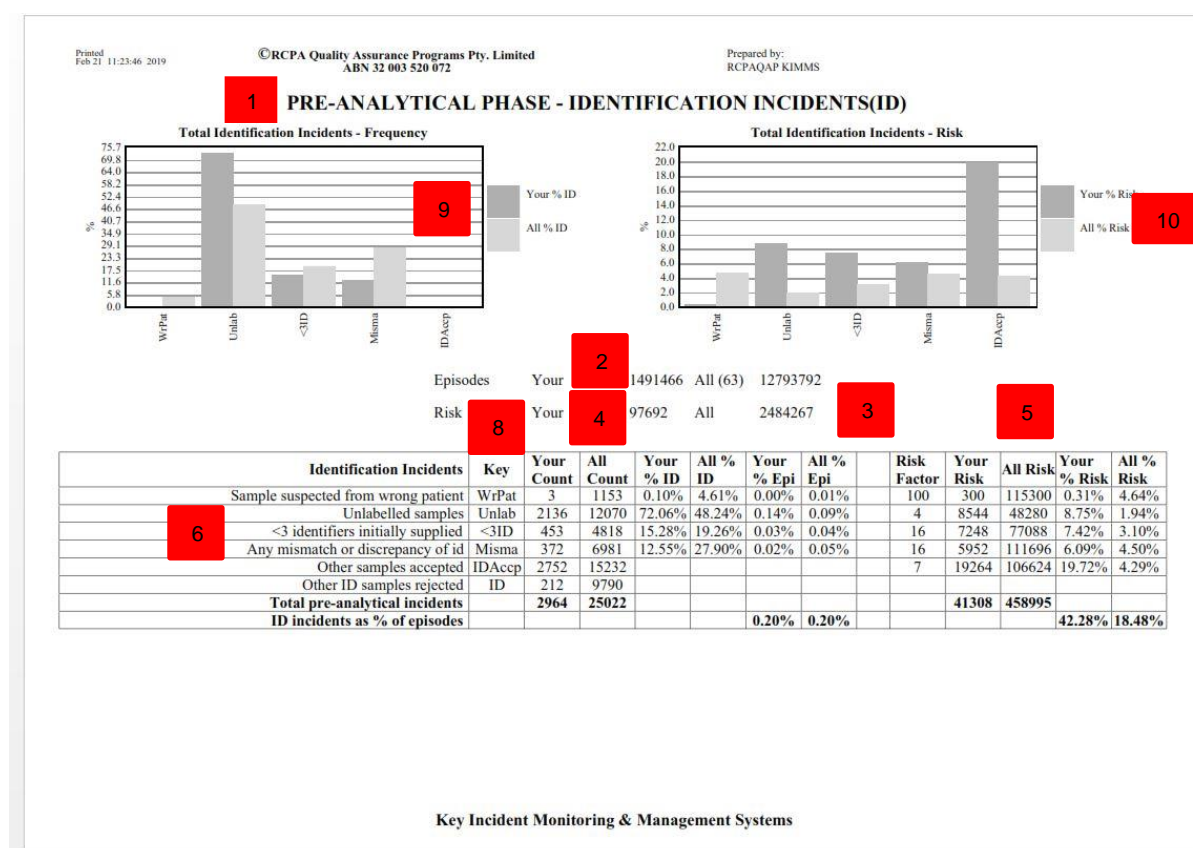 Printed
Feb 21 11:23:46 2019
©RCPA Quality Assurance Programs Pty. Limited
ABN 32 003 520 072
Prepared by:
RCPAQAP KIMMS
1
PRE-ANALYTICAL PHASE - IDENTIFICATION INCIDENTS(ID)
Total Identification Incidents - Frequency
75.7
69.8
64.0
58.2
52.4
46.6
40.7
34.9
29.1
23.3
17.5
11.6
5.8
0.0
%
WrPat
Unlab
<3ID
Misma
IDAccp
9
Your % ID
All % ID
Total Identification Incidents - Risk
22.0
20.0
18.0
16.0
14.0
12.0
10.0
8.0
6.0
4.0
2.0
0.0
%
WrPat
Unlab
<3ID
Misma
IDAccp
Your % Risk
All % Risk
10
2
Episodes Your 1491466 All (63) 12793792
Risk Your 97692 All 2484267
8
4
3
5
Identification Incidents Key Your Count All Count Your % ID All % ID Your % Epi All % Epi Risk Factor Your Risk All Risk Your % Risk All % Risk
Sample suspected from wrong patient WrPat 3 1153 0.10% 4.61% 0.00% 0.01% 100 300 115300 0.31% 4.64%
Unlabelled samples Unlab 2136 12070 72.06% 48.24% 0.14% 0.09% 4 8544 48280 8.75% 1.94%
6
<3 identifiers initially supplied <3ID 453 4818 15.28% 19.26% 0.03% 0.04% 16 7248 77088 7.42% 3.10%
Any mismatch or discrepancy of id Misma 372 6981 12.55% 27.90% 0.02% 0.05% 16 5952 111696 6.09% 4.50%
Other samples accepted IDAccp 2752 15232 7 19264 106624 19.72% 4.29%
Other ID samples rejected ID 212 9790
Total pre-analytical incidents 2964 25022 41308 458995
ID incidents as % of episodes 0.20% 0.20% 42.28% 18.48%
Key Incident Monitoring & Management Systems